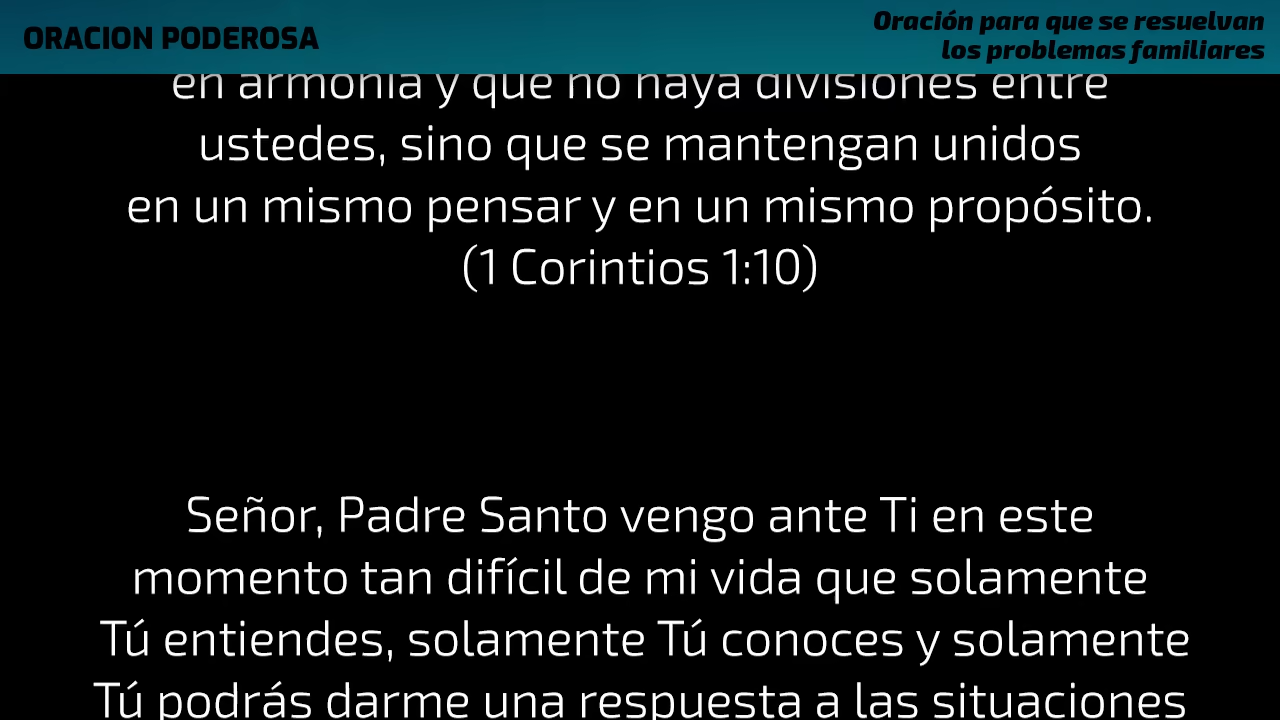 ORACION PODEROSA
Oración para que se resuelvan
los problemas familiares
en armonía y que no haya divisiones entre
ustedes, sino que se mantengan unidos
en un mismo pensar y en un mismo propósito.
(1 Corintios 1:10)
Señor, Padre Santo vengo ante Ti en este
momento tan difícil de mi vida que solamente
Tú entiendes, solamente Tú conoces y solamente
Tú podrás darme una respuesta a las situaciones